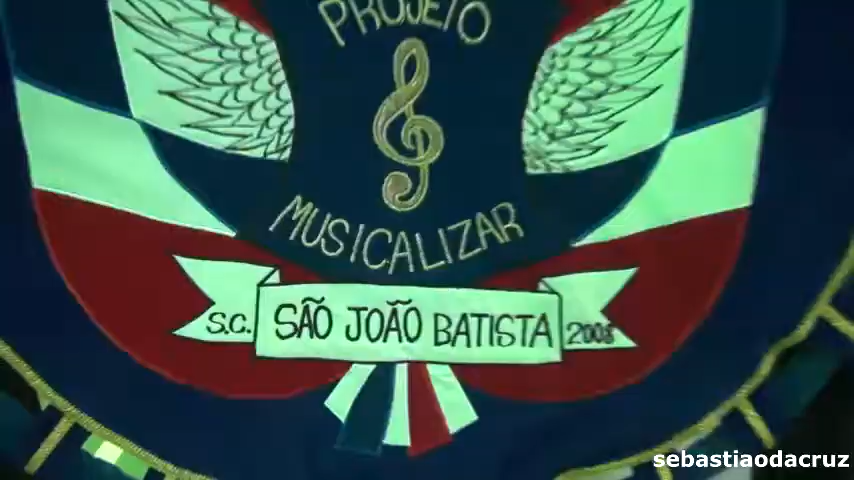 PROJETO
MUSICALIZAR
S.C. SÃO JOÃO BATISTA 2008
sebastiaodacruz